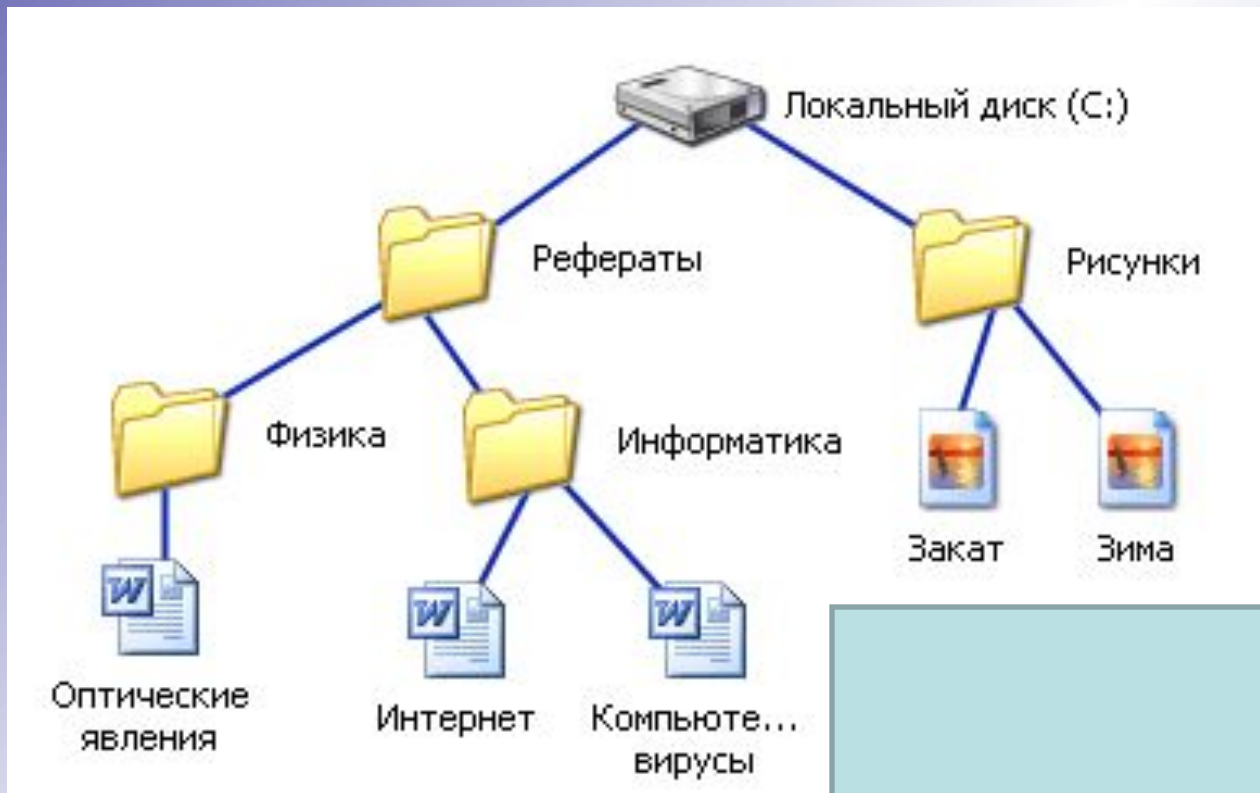 Локальный диск (C:)
Рефераты
Рисунки
Физика
Информатика
Закат
Зима
Оптические
явления
Интернет
Компьюте...
вирусы